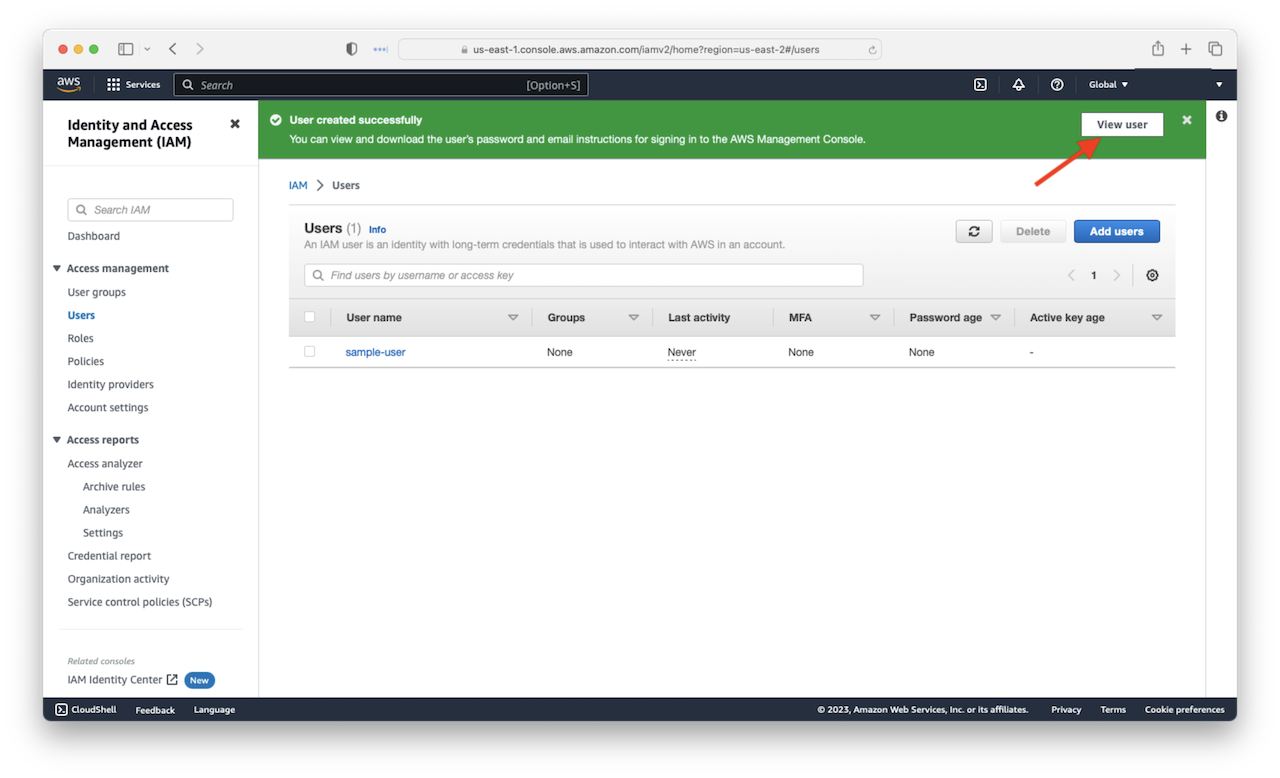 us-east-1.console.aws.amazon.com/iamv2/home?region=us-east-2#/users
aws
Services
Search
[Option+S]
Global
Identity and Access
Management (IAM)
Search IAM
Dashboard
Access management
User groups
Users
Roles
Policies
Identity providers
Account settings
Access reports
Access analyzer
Archive rules
Analyzers
Settings
Credential report
Organization activity
Service control policies (SCPs)
Related consoles
IAM Identity Center New
User created successfully
You can view and download the user's password and email instructions for signing in to the AWS Management Console.
View user
IAM > Users
Users (1) Info
An IAM user is an identity with long-term credentials that is used to interact with AWS in an account.
Delete
Add users
Find users by username or access key
1
User name Groups Last activity MFA Password age Active key age
sample-user None Never None None -
CloudShell Feedback Language
© 2023, Amazon Web Services, Inc. or its affiliates. Privacy Terms Cookie preferences